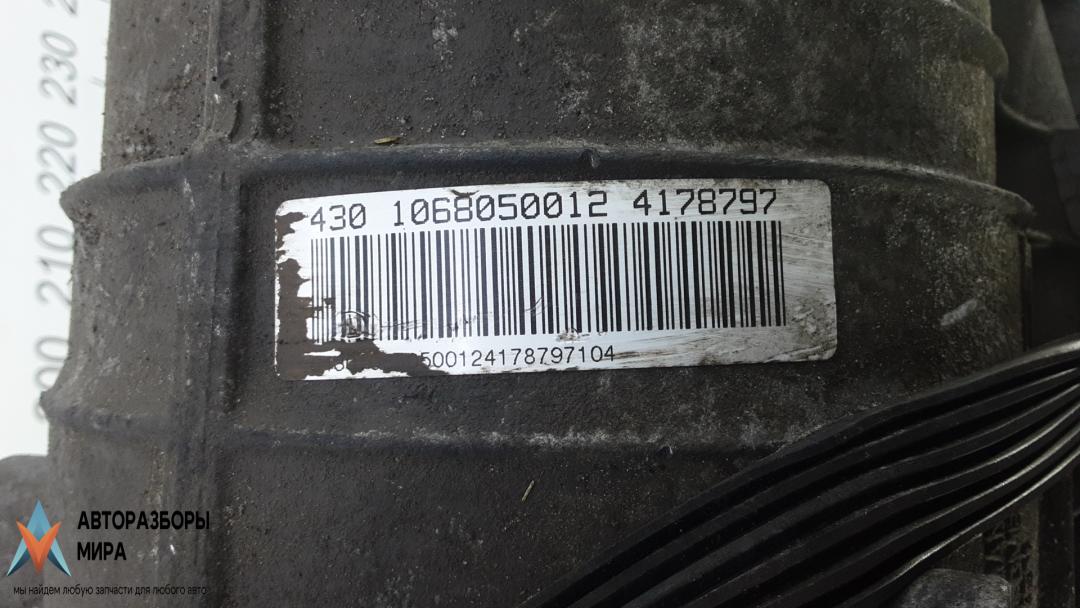 430 1068050012 4178797
500124178797104
210 220 230
АВТОРАЗБОРЫ
МИРА
мы найдем любую запчасти для любого авто